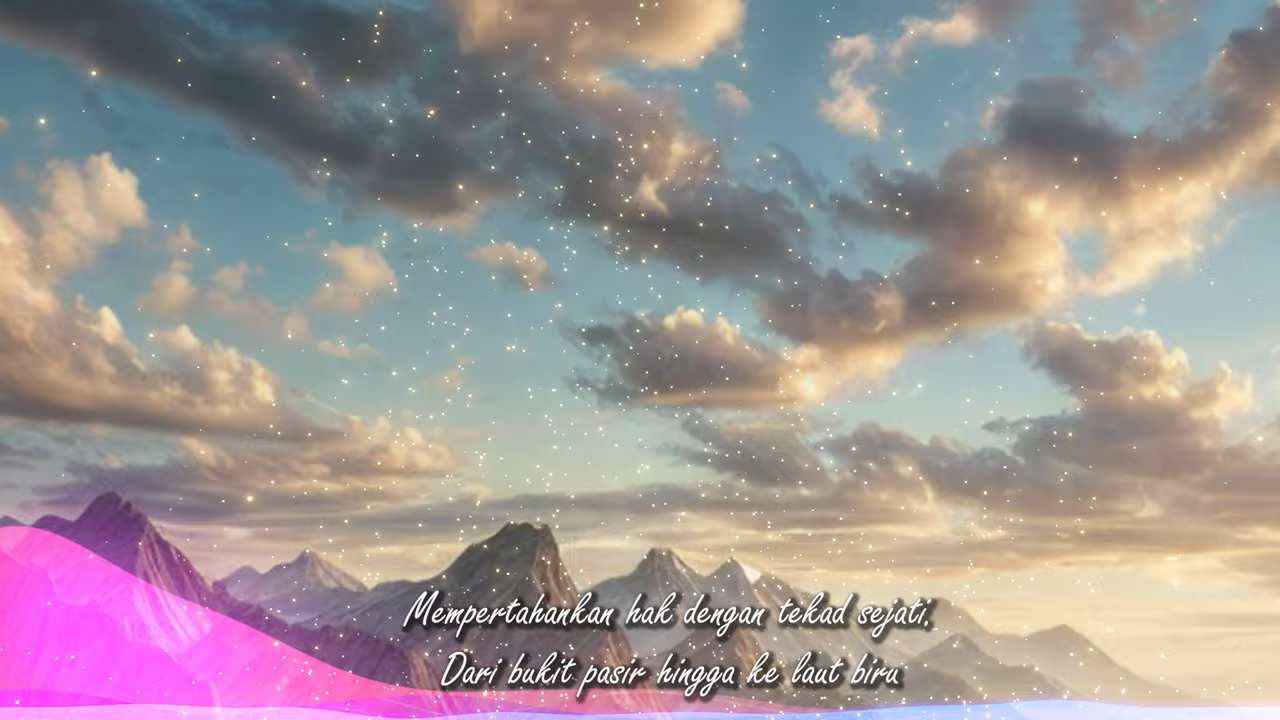 Mempertahankan hak dengan tekad sejati.
Dari bukit pasir hingga ke laut biru